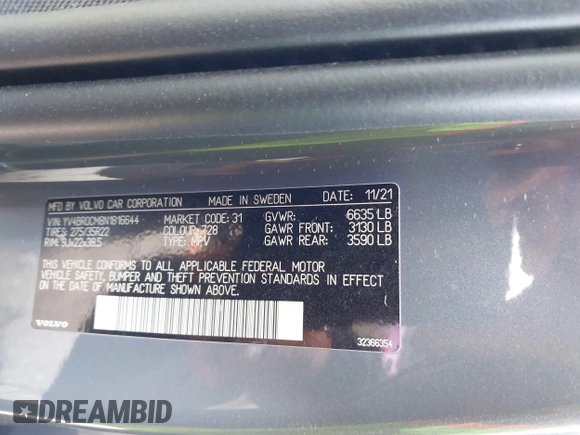 MFD BY VOLVO CAR CORPORATION MADE IN SWEDEN 11/21
VIN: YV4BR0CM8N1816644 MARKET CODE: 31 GVWR: 6635 LB
TIRES: 275/35R22 COLOUR: 728 GAWR FRONT: 3130 LB
RIM: 9Jx22x38.5 TYPE: MPV GAWR REAR: 3590 LB
THIS VEHICLE CONFORMS TO ALL APPLICABLE FEDERAL MOTOR
VEHICLE SAFETY, BUMPER AND THEFT PREVENTION STANDARDS IN EFFECT
ON THE DATE OF MANUFACTURE SHOWN ABOVE.
VOLVO
32366354
DREAMBID